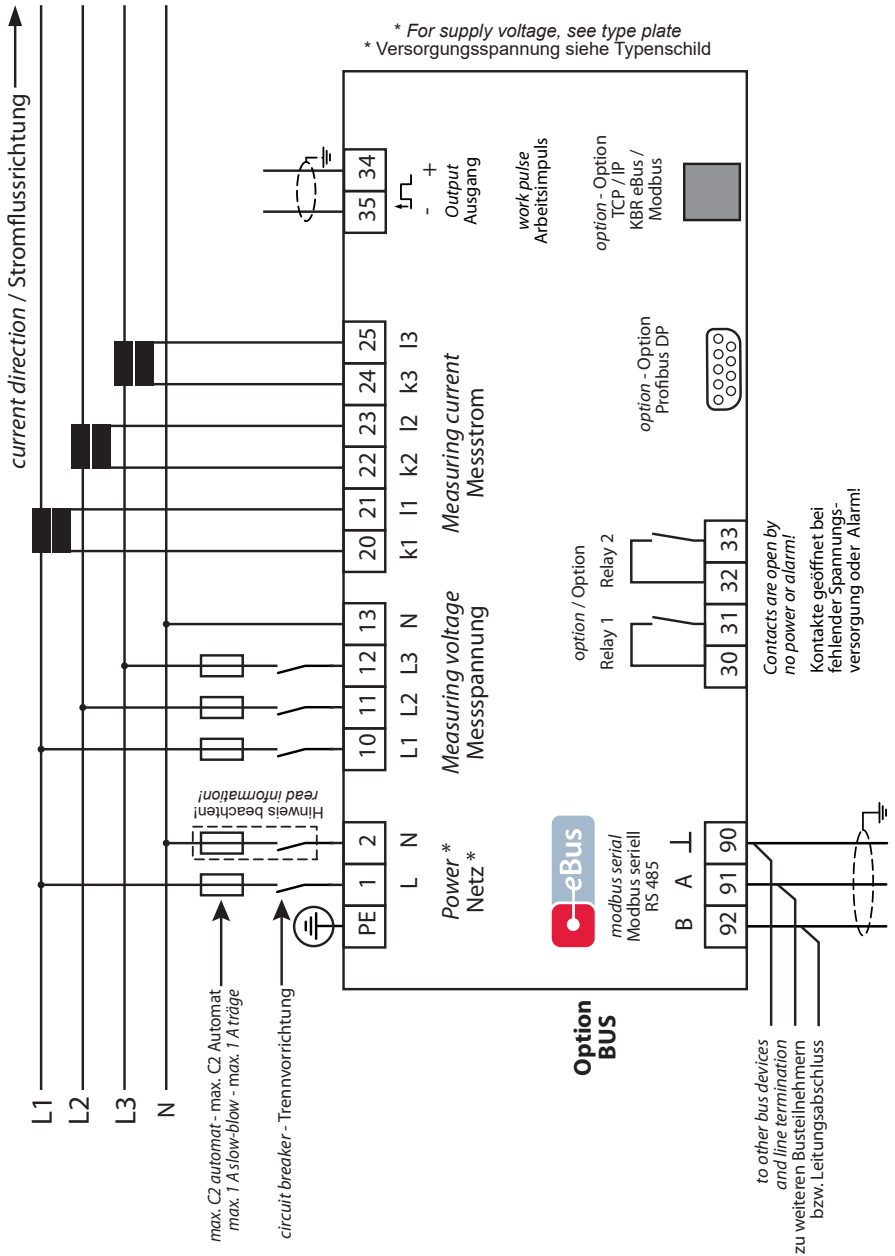 * For supply voltage, see type plate
* Versorgungsspannung siehe Typenschild
current direction / Stromflussrichtung
L1
L2
L3
N
max. C2 automat - max. C2 Automat
max. 1 A slow-blow - max. 1 A träge
circuit breaker - Trennvorrichtung
Hinweis beachten!
read information!
PE
1
2
10
11
12
13
20
21
22
23
24
25
35
34
L
N
L1
L2
L3
N
k1
l1
k2
l2
k3
l3
-
+
Power *
Netz *
Measuring voltage
Messspannung
Measuring current
Messstrom
Output
Ausgang
work pulse
Arbeitsimpuls
Option
BUS
eBus
modbus serial
Modbus seriell
RS 485
B
A
⊥
92
91
90
option / Option
Relay 1
Relay 2
30
31
32
33
Contacts are open by
no power or alarm!
Kontakte geöffnet bei
fehlender Spannungs-
versorgung oder Alarm!
option - Option
Profibus DP
option - Option
TCP / IP
KBR eBus /
Modbus
to other bus devices
and line termination
zu weiteren Busteilnehmern
bzw. Leitungsabschluss